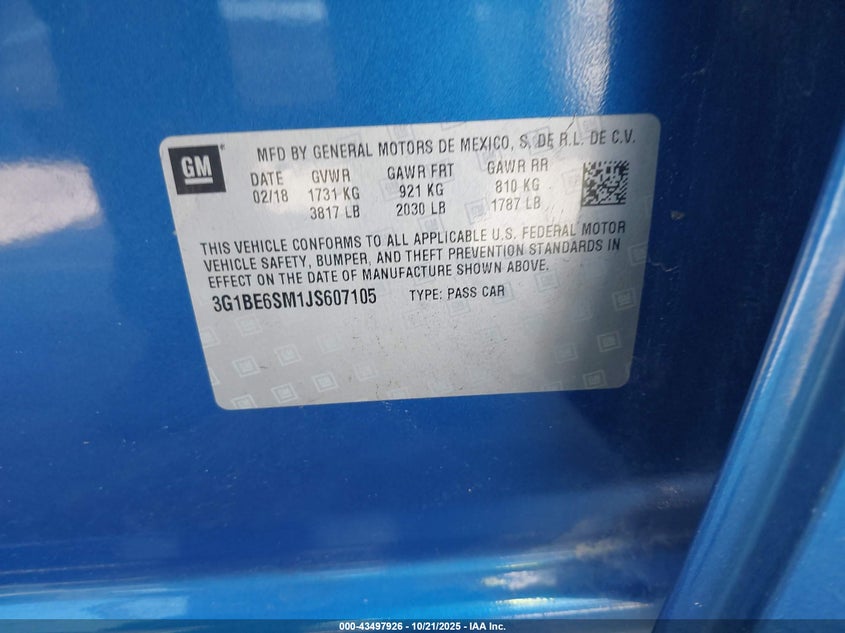 GM
MFD BY GENERAL MOTORS DE MEXICO, S. DE R.L. DE C.V.
DATE GVWR GAWR FRT GAWR RR
02/18 1731 KG 921 KG 810 KG
3817 LB 2030 LB 1787 LB
THIS VEHICLE CONFORMS TO ALL APPLICABLE U.S. FEDERAL MOTOR
VEHICLE SAFETY, BUMPER, AND THEFT PREVENTION STANDARDS IN
EFFECT ON THE DATE OF MANUFACTURE SHOWN ABOVE.
3G1BE6SM1JS607105 TYPE: PASS CAR
000-43497926 - 10/21/2025 - IAA Inc.